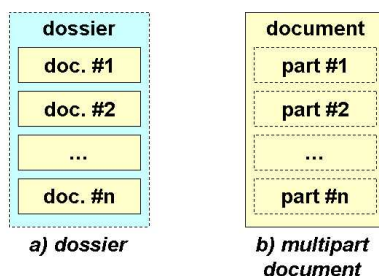 dossier
doc. #1
doc. #2
...
doc. #n
a) dossier
document
part #1
part #2
...
part #n
b) multipart
document